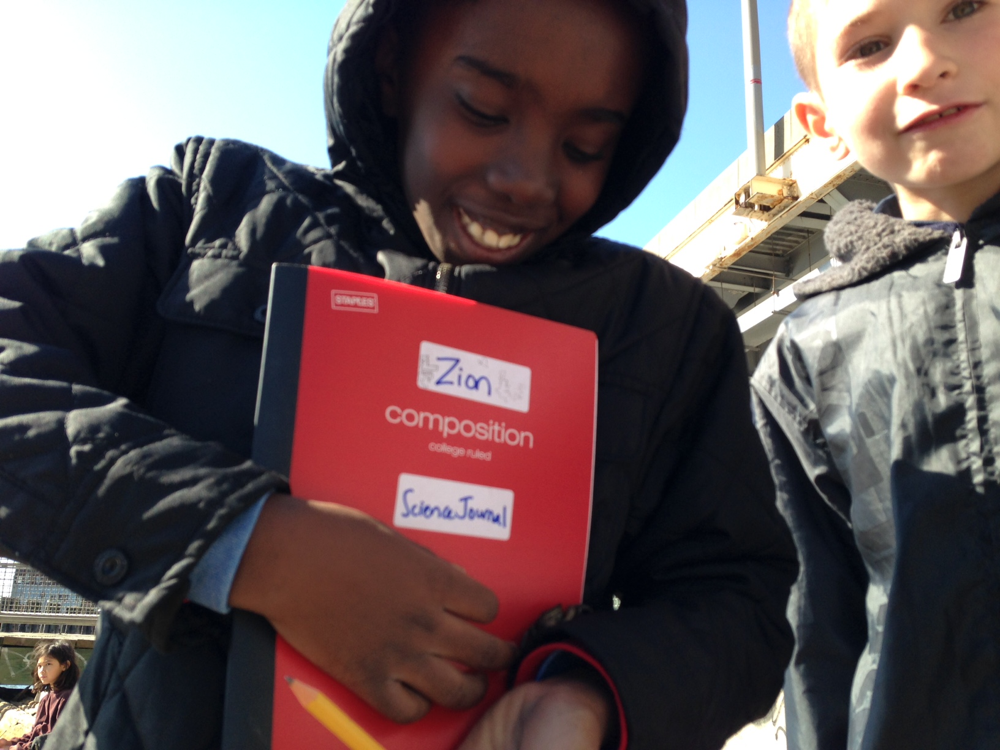 STAPLES
Zion
composition
college ruled
Science Journal